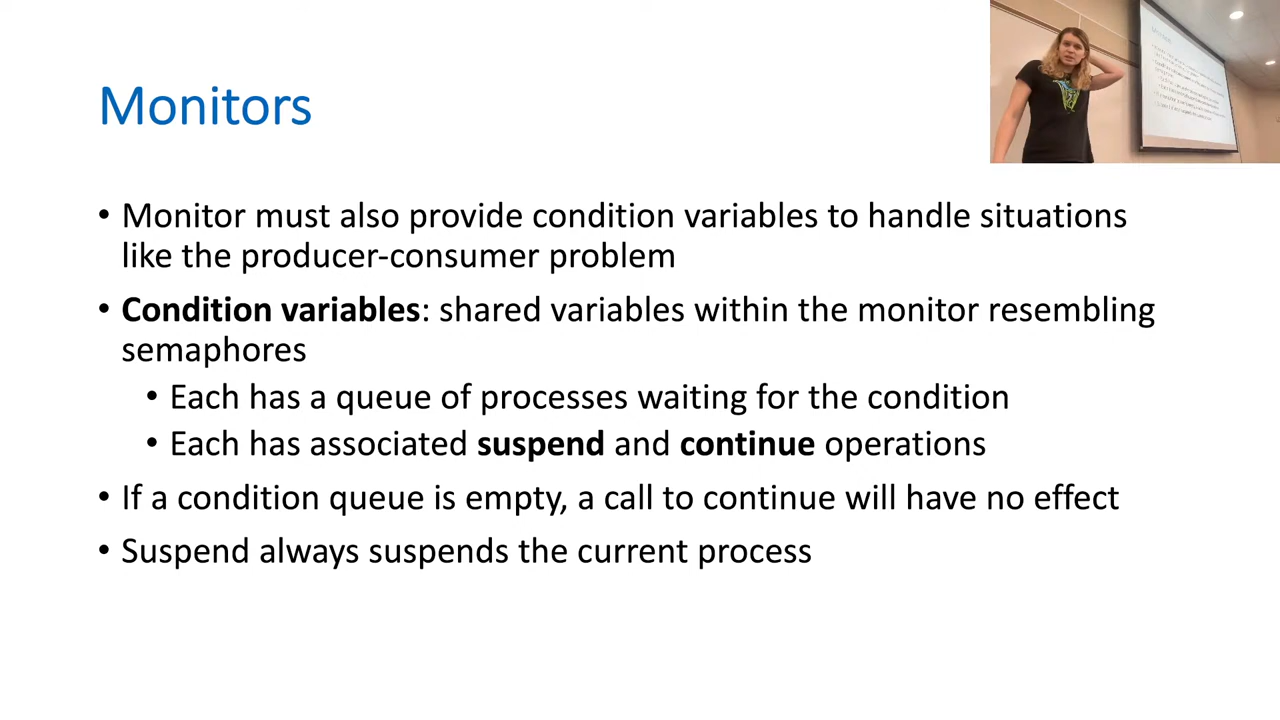 Monitors
• Monitor must also provide condition variables to handle situations
like the producer-consumer problem
• Condition variables: shared variables within the monitor resembling
semaphores
• Each has a queue of processes waiting for the condition
• Each has associated suspend and continue operations
• If a condition queue is empty, a call to continue will have no effect
• Suspend always suspends the current process